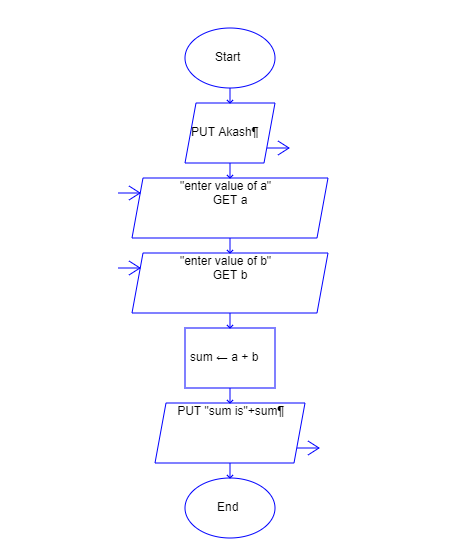 Start
PUT Akash¶
"enter value of a"
GET a
"enter value of b"
GET b
sum ← a + b
PUT "sum is"+sum¶
End